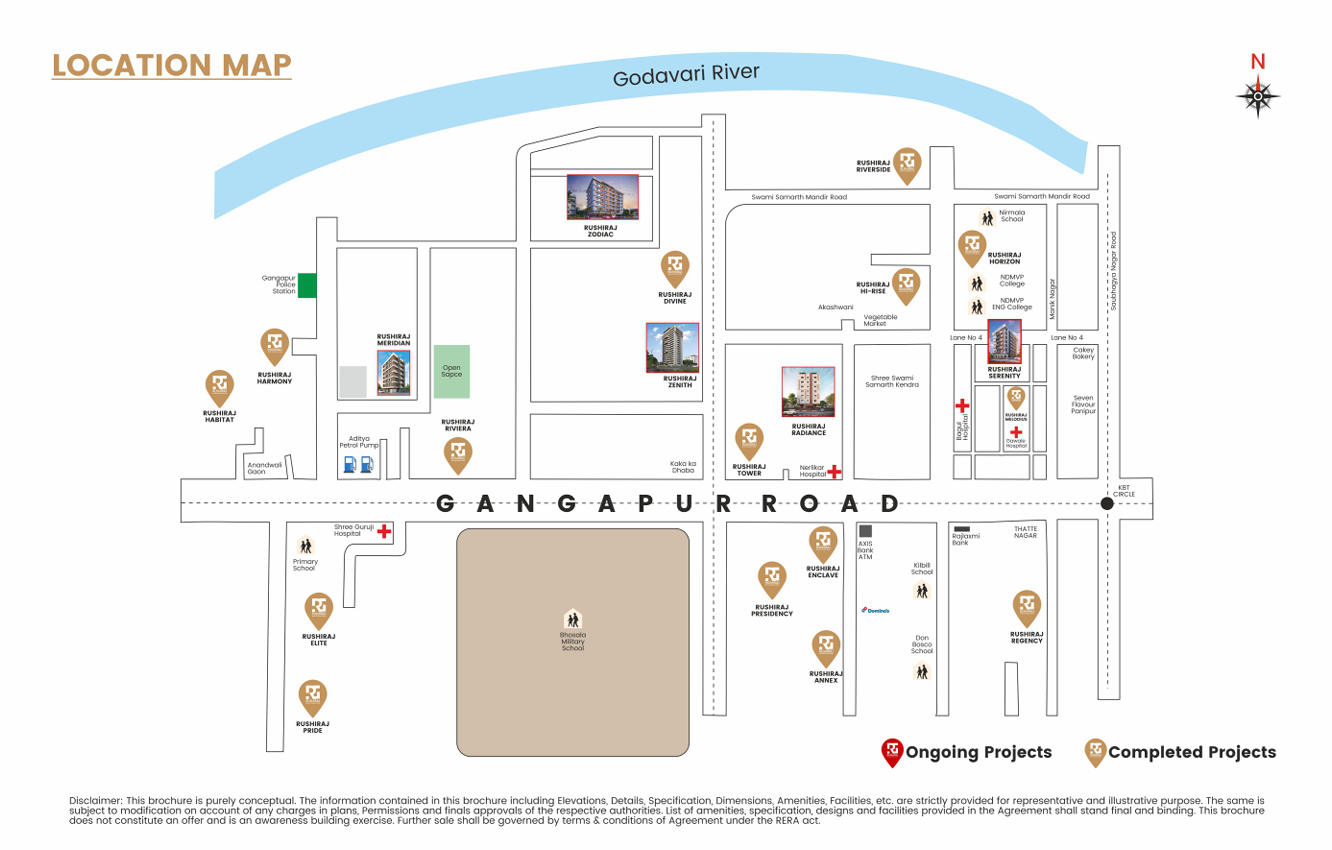 LOCATION MAP
Godavari River
N
RUSHIRAJ
RIVERSIDE
Swami Samarth Mandir Road
Swami Samarth Mandir Road
Nirmala
School
RUSHIRAJ
ZODIAC
Saubhagya Nagar Road
RUSHIRAJ
HORIZON
Gangapur
Police
Station
RUSHIRAJ
DIVINE
RUSHIRAJ
HI-RISE
NDMVP
College
Manik Nagar
NDMVP
ENG College
Akashwani
Vegetable
Market
RUSHIRAJ
MERIDIAN
Lane No 4
Lane No 4
Cakey
Bakery
RUSHIRAJ
HARMONY
Open
Sapce
RUSHIRAJ
ZENITH
Shree Swami
Samarth Kendra
RUSHIRAJ
SERENITY
RUSHIRAJ
HABITAT
RUSHIRAJ
RIVIERA
RUSHIRAJ
RADIANCE
Seven
Flavour
Panipur
RUSHIRAJ
MELODIUS
Bagul
Hospital
Gawale
Hospital
Aditya
Petrol Pump
Anandwali
Gaon
Kaka ka
Dhaba
RUSHIRAJ
TOWER
Nerlikar
Hospital
KBT
CIRCLE
GANGAPUR ROAD
Shree Guruji
Hospital
Primary
School
AXIS
Bank
ATM
Rajlaxmi
Bank
THATTE
NAGAR
RUSHIRAJ
ENCLAVE
Kilbill
School
RUSHIRAJ
PRESIDENCY
Domino's
RUSHIRAJ
ELITE
Bhosala
Military
School
RUSHIRAJ
REGENCY
Don
Bosco
School
RUSHIRAJ
ANNEX
RUSHIRAJ
PRIDE
Ongoing Projects
Completed Projects
Disclaimer: This brochure is purely conceptual. The information contained in this brochure including Elevations, Details, Specification, Dimensions, Amenities, Facilities, etc. are strictly provided for representative and illustrative purpose. The same is
subject to modification on account of any charges in plans, Permissions and finals approvals of the respective authorities. List of amenities, specification, designs and facilities provided in the Agreement shall stand final and binding. This brochure
does not constitute an offer and is an awareness building exercise. Further sale shall be governed by terms & conditions of Agreement under the RERA act.